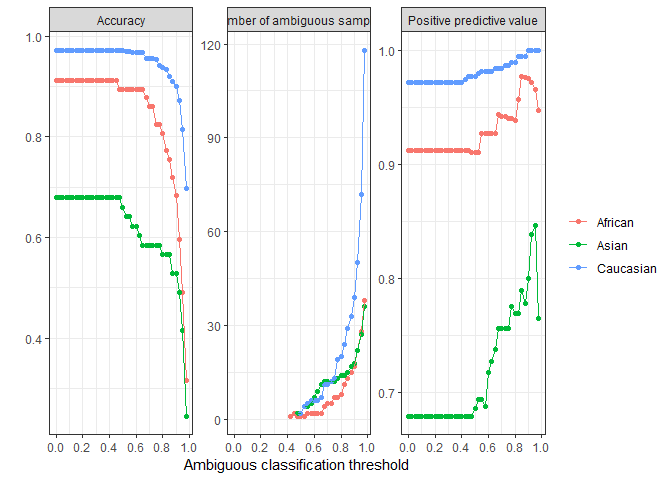 Accuracy
mber of ambiguous samp
Positive predictive value
1.0
0.8
0.6
0.4
120
90
60
30
0
1.0
0.9
0.8
0.7
0.0 0.2 0.4 0.6 0.8 1.0
0.0 0.2 0.4 0.6 0.8 1.0
0.0 0.2 0.4 0.6 0.8 1.0
Ambiguous classification threshold
African
Asian
Caucasian